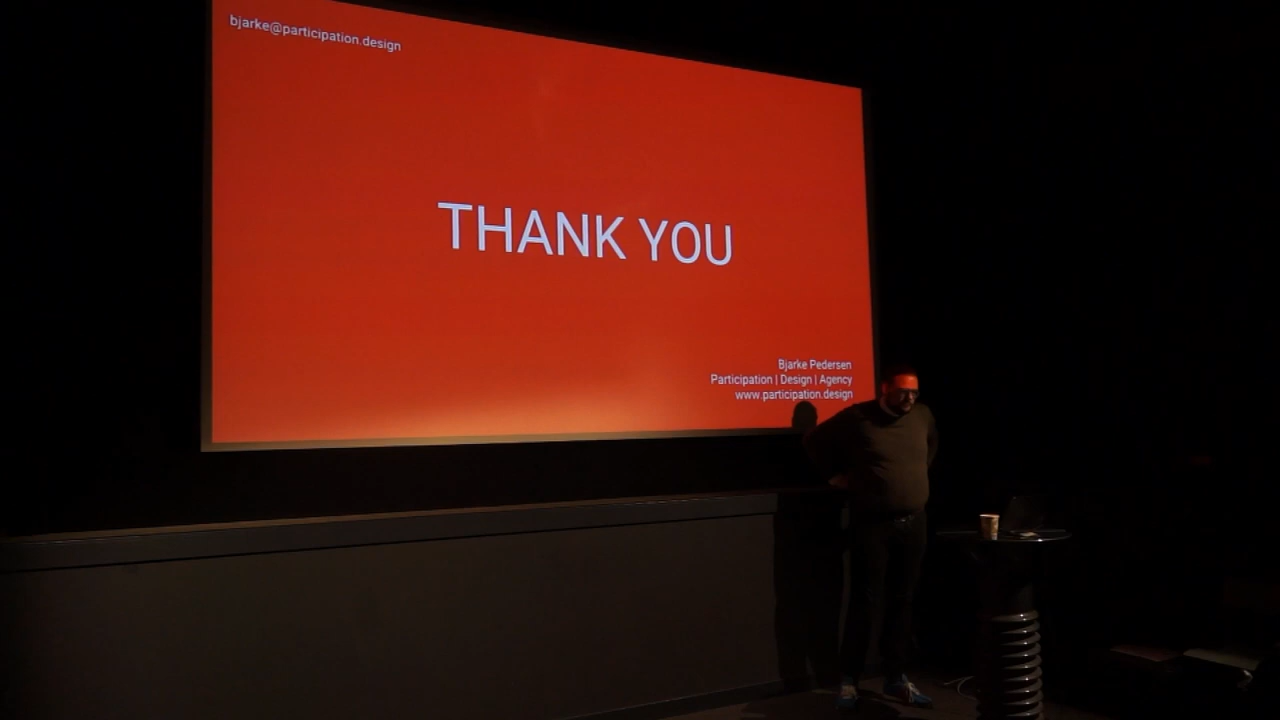 bjarke@participation.design
THANK YOU
Bjarke Pedersen
Participation | Design | Agency
www.participation.design